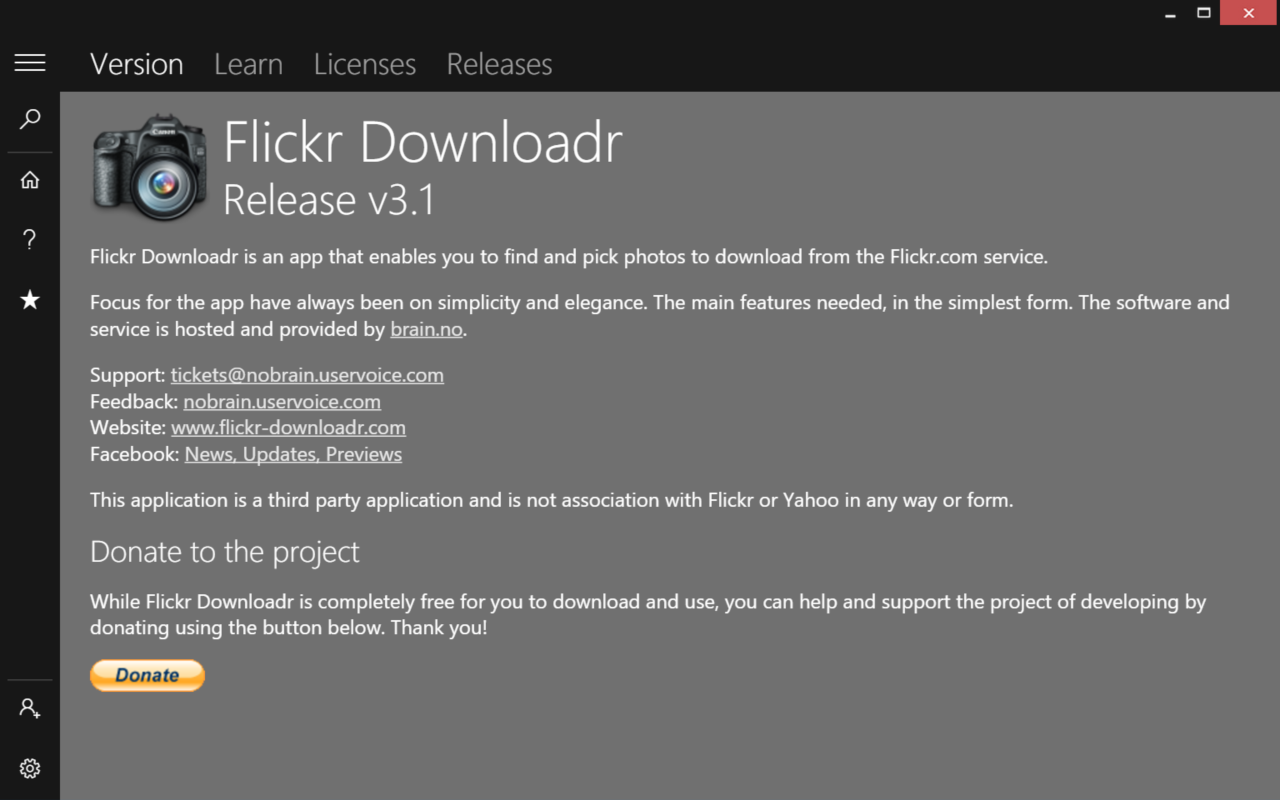 Version Learn Licenses Releases
Canon
Flickr Downloadr
Release v3.1
Flickr Downloadr is an app that enables you to find and pick photos to download from the Flickr.com service.
Focus for the app have always been on simplicity and elegance. The main features needed, in the simplest form. The software and
service is hosted and provided by brain.no.
Support: tickets@nobrain.uservoice.com
Feedback: nobrain.uservoice.com
Website: www.flickr-downloadr.com
Facebook: News, Updates, Previews
This application is a third party application and is not association with Flickr or Yahoo in any way or form.
Donate to the project
While Flickr Downloadr is completely free for you to download and use, you can help and support the project of developing by
donating using the button below. Thank you!
Donate